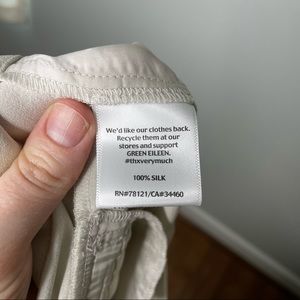 We'd like our clothes back.
Recycle them at our
stores and support
GREEN EILEEN.
#thxverymuch
100% SILK
RN#78121/CA#34460